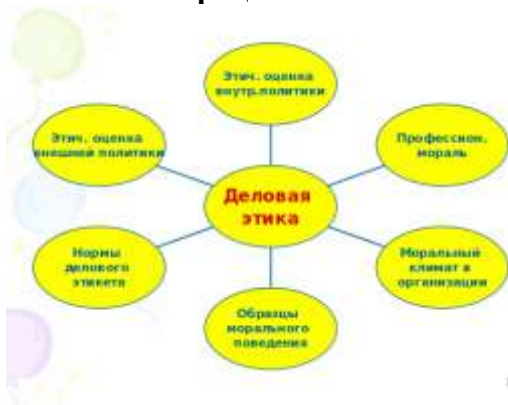 Этич. оценка
внутр.политики
Этич. оценка
внешней политики
Профессион.
мораль
Деловая
этика
Нормы
делового
этикета
Моральный
климат в
организации
Образцы
морального
поведения